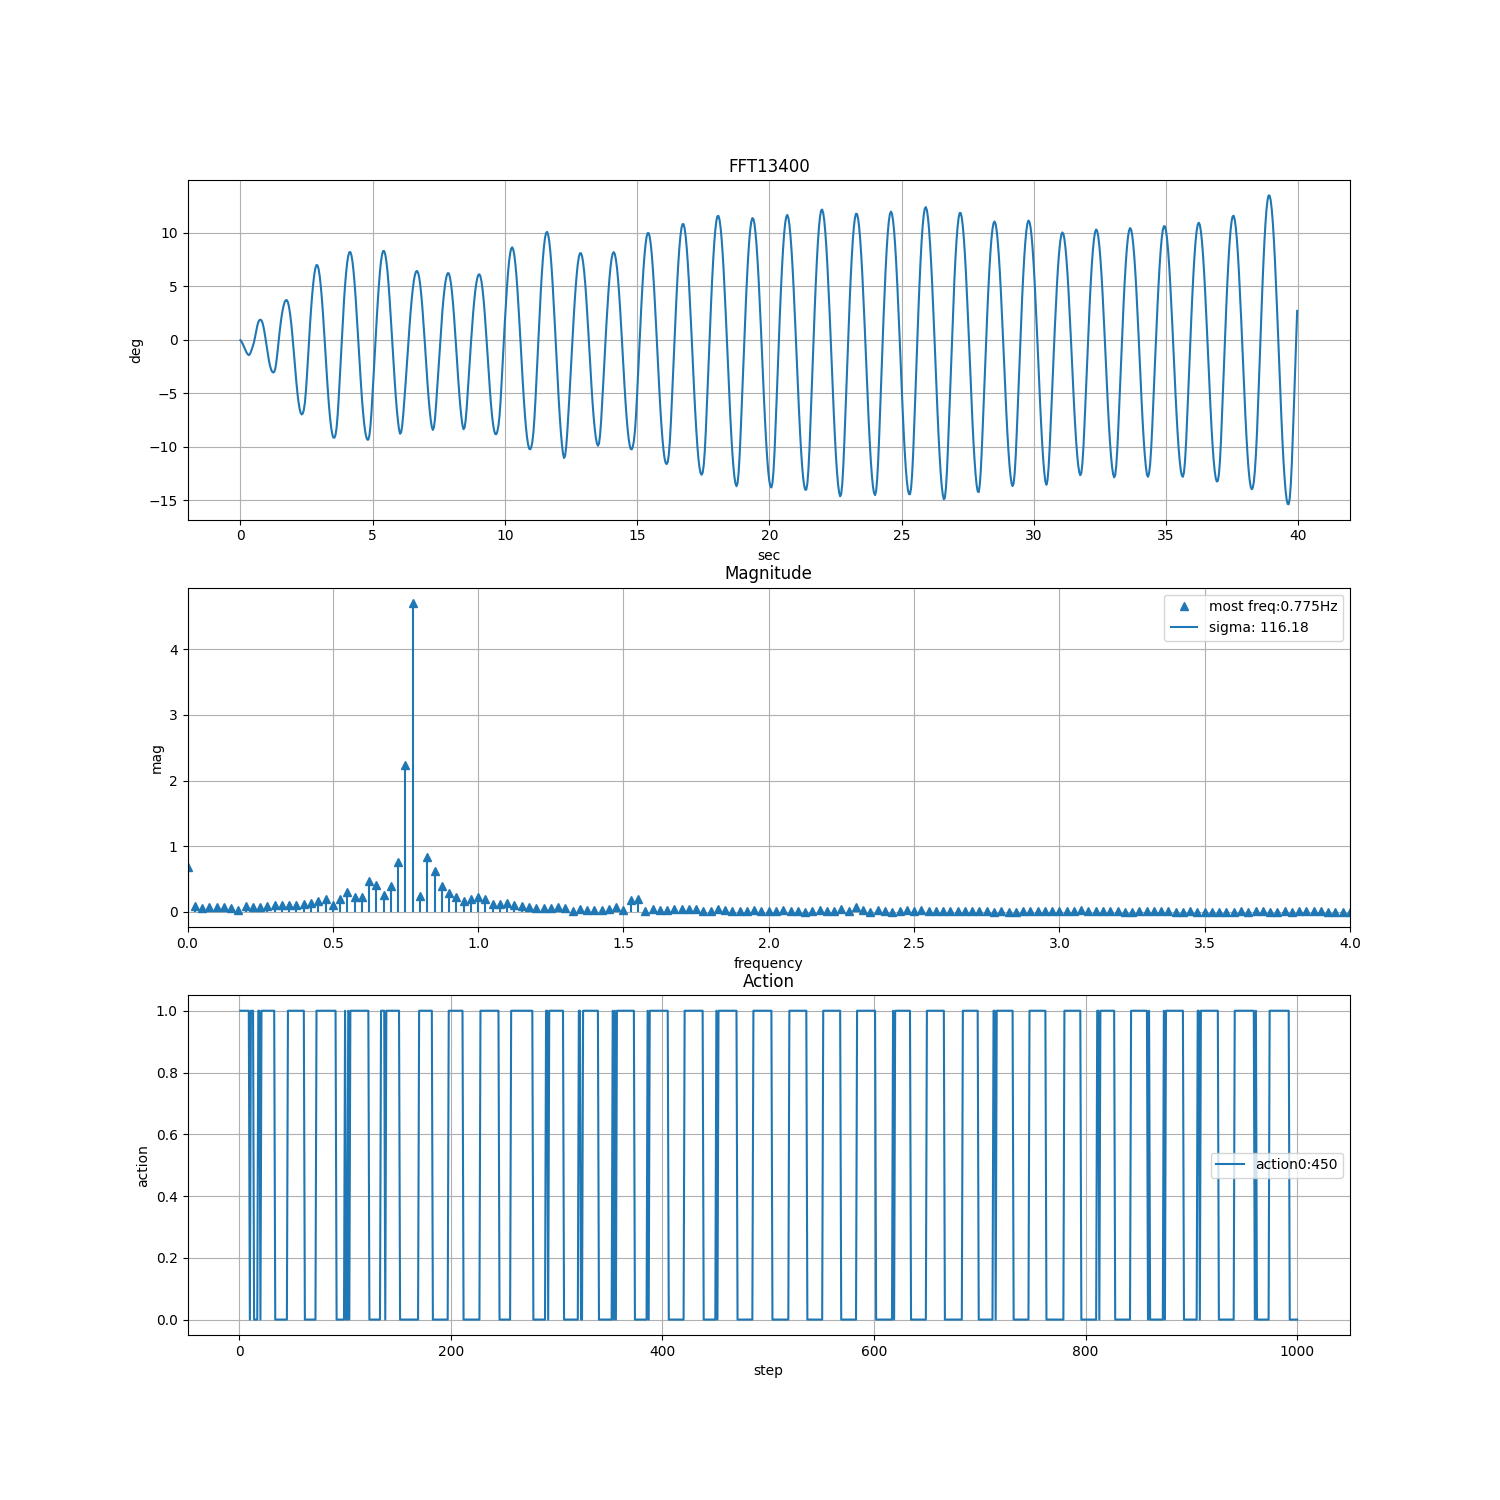 FFT13400
10
5
0
−5
−10
−15
deg
0 5 10 15 20 25 30 35 40
sec
Magnitude
most freq:0.775Hz
sigma: 116.18
4
3
2
1
0
mag
0.0 0.5 1.0 1.5 2.0 2.5 3.0 3.5 4.0
frequency
Action
1.0
0.8
0.6
0.4
0.2
0.0
action
action0:450
0 200 400 600 800 1000
step